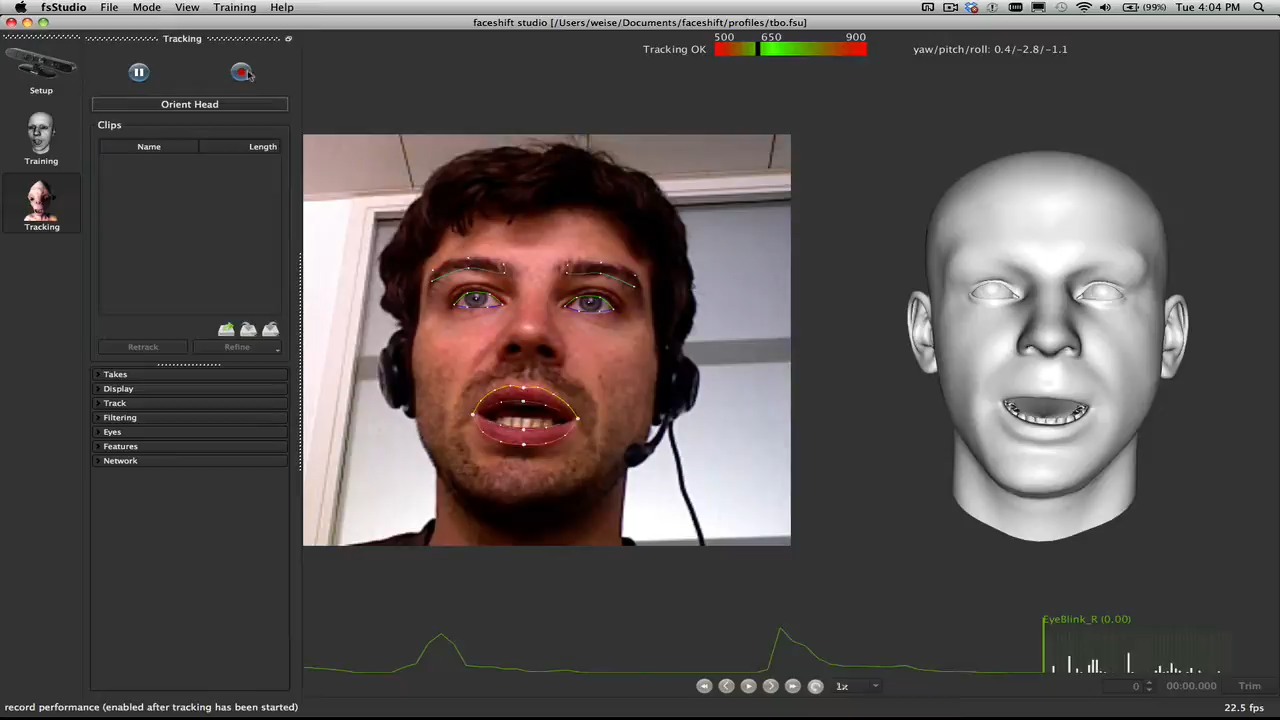 fsStudio File Mode View Tracking Help (99%) Tue 4:04 PM
faceshift studio [/Users/weise/Documents/faceshift/profiles/tbo.fsu]
Tracking
Tracking OK 500 650 900 yaw/pitch/roll: 0.4/-2.8/-1.1
Setup
Orient Head
Clips
Name Length
Training
Tracking
Retrack Refine
Takes
Display
Track
Filtering
Eyes
Features
Network
EyeBlink_R (0.00)
1x 0 00:00.000 Trim
record performance (enabled after tracking has been started) 22.5 fps